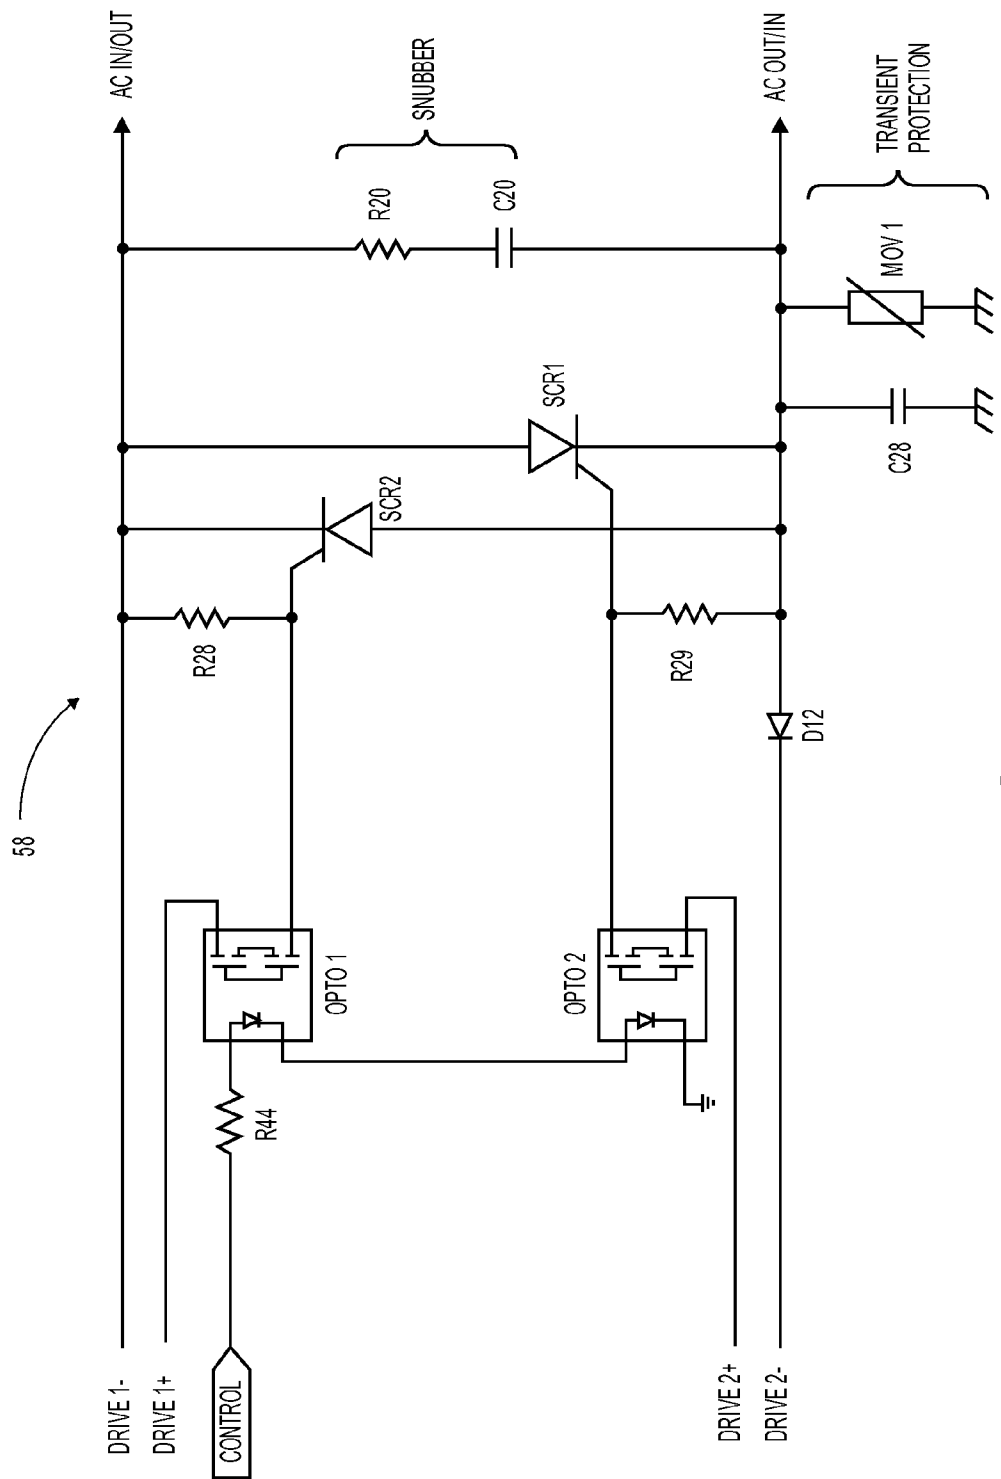 58
AC IN/OUT
SNUBBER
R20
C20
AC OUT/IN
TRANSIENT
PROTECTION
MOV 1
C28
SCR1
SCR2
R28
R29
D12
OPTO 1
OPTO 2
R44
DRIVE 1-
DRIVE 1+
CONTROL
DRIVE 2+
DRIVE 2-